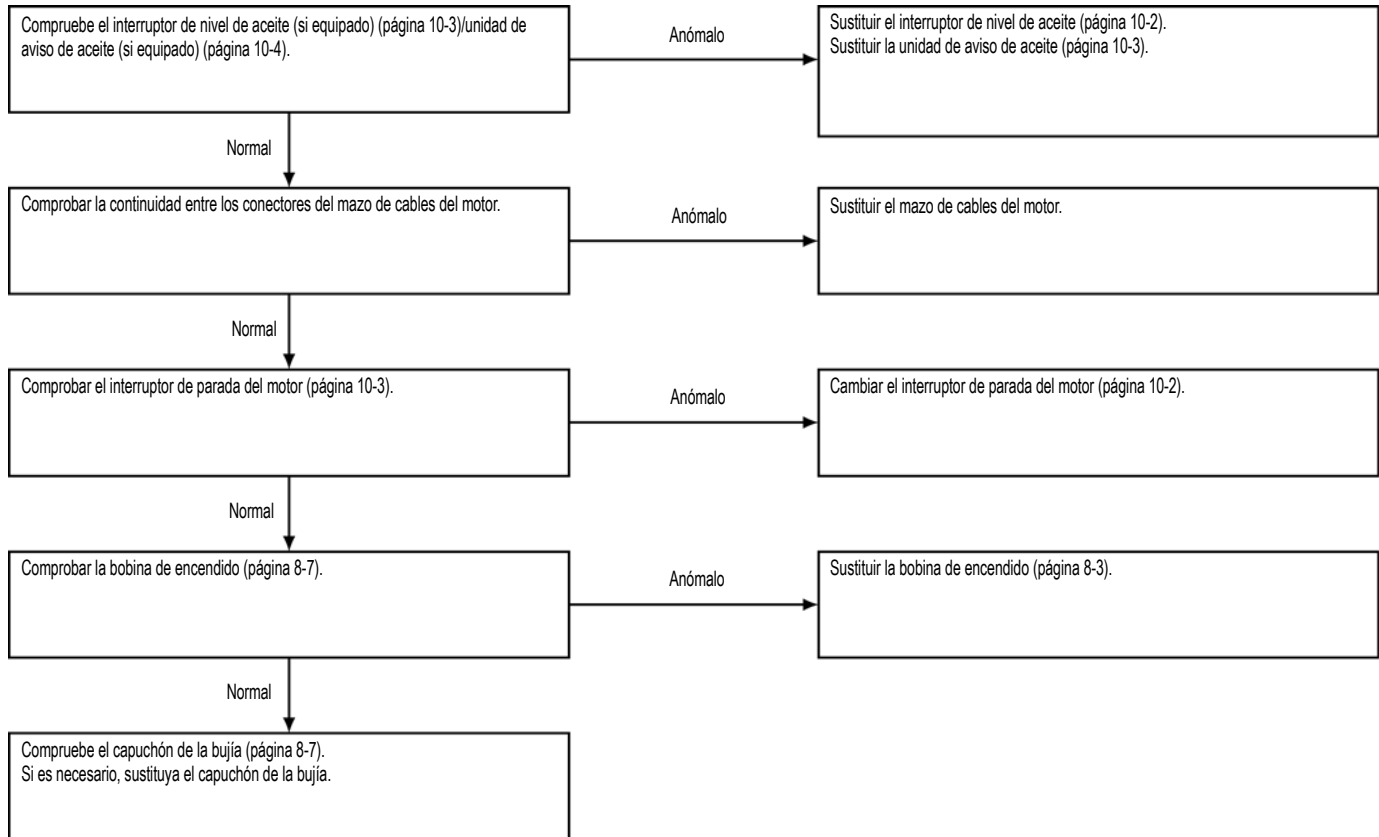 Compruebe el interruptor de nivel de aceite (si equipado) (página 10-3)/unidad de
aviso de aceite (si equipado) (página 10-4).
Anómalo
Sustituir el interruptor de nivel de aceite (página 10-2).
Sustituir la unidad de aviso de aceite (página 10-3).
Normal
Comprobar la continuidad entre los conectores del mazo de cables del motor.
Anómalo
Sustituir el mazo de cables del motor.
Normal
Comprobar el interruptor de parada del motor (página 10-3).
Anómalo
Cambiar el interruptor de parada del motor (página 10-2).
Normal
Comprobar la bobina de encendido (página 8-7).
Anómalo
Sustituir la bobina de encendido (página 8-3).
Normal
Compruebe el capuchón de la bujía (página 8-7).
Si es necesario, sustituya el capuchón de la bujía.